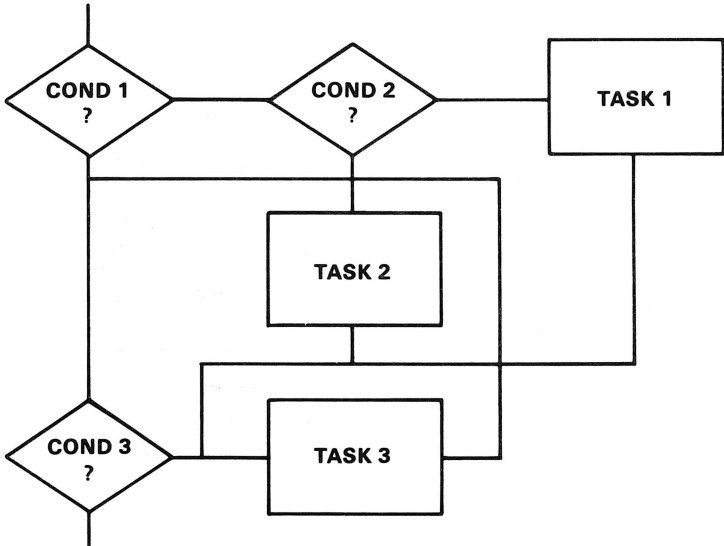 COND 1
?
COND 2
?
TASK 1
TASK 2
COND 3
?
TASK 3